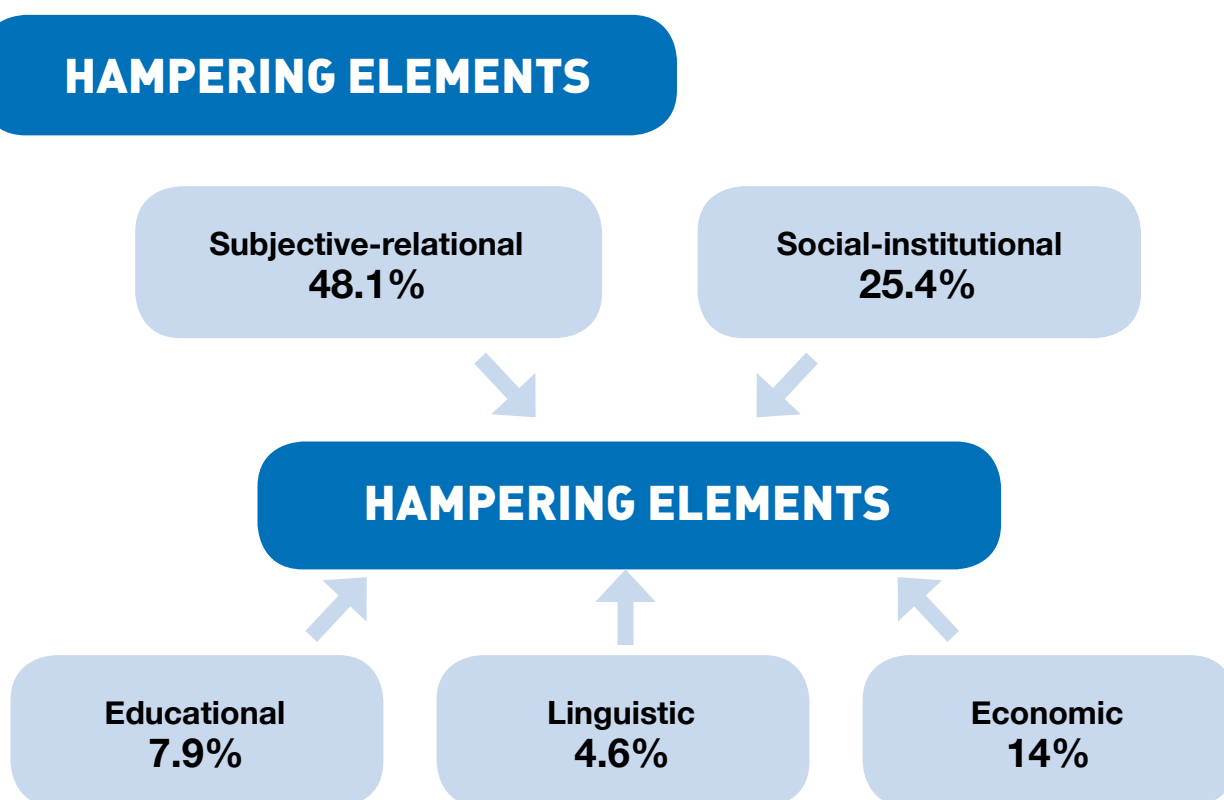 HAMPERING ELEMENTS
Subjective-relational
48.1%
Social-institutional
25.4%
HAMPERING ELEMENTS
Educational
7.9%
Linguistic
4.6%
Economic
14%